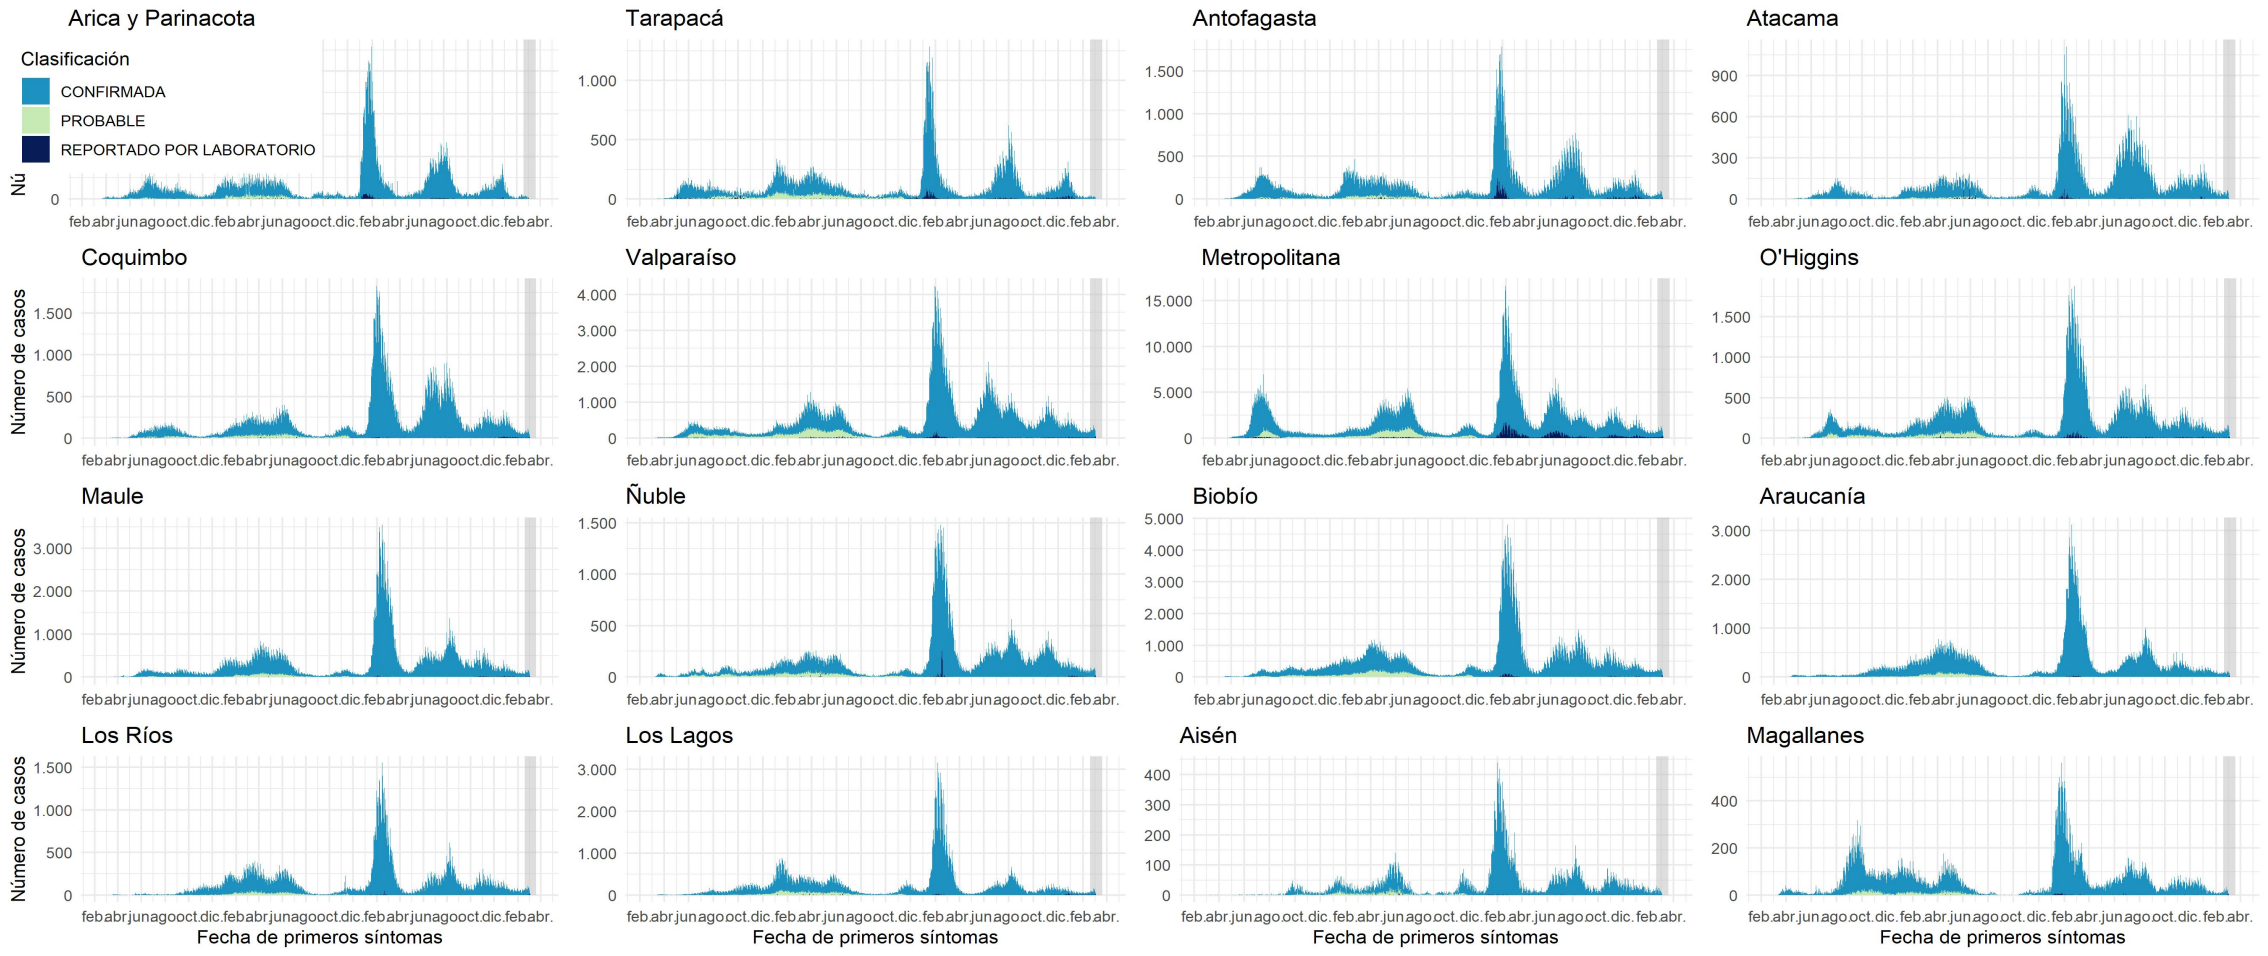 Arica y Parinacota
Clasificación
CONFIRMADA
PROBABLE
REPORTADO POR LABORATORIO
Nú
0
feb. abr. jun. ago. oct. dic. feb. abr. jun. ago. oct. dic. feb. abr. jun. ago. oct. dic. feb. abr.
Tarapacá
1.000
500
0
feb. abr. jun. ago. oct. dic. feb. abr. jun. ago. oct. dic. feb. abr. jun. ago. oct. dic. feb. abr.
Antofagasta
1.500
1.000
500
0
feb. abr. jun. ago. oct. dic. feb. abr. jun. ago. oct. dic. feb. abr. jun. ago. oct. dic. feb. abr.
Atacama
900
600
300
0
feb. abr. jun. ago. oct. dic. feb. abr. jun. ago. oct. dic. feb. abr. jun. ago. oct. dic. feb. abr.
Coquimbo
Número de casos
1.500
1.000
500
0
feb. abr. jun. ago. oct. dic. feb. abr. jun. ago. oct. dic. feb. abr. jun. ago. oct. dic. feb. abr.
Valparaíso
4.000
3.000
2.000
1.000
0
feb. abr. jun. ago. oct. dic. feb. abr. jun. ago. oct. dic. feb. abr. jun. ago. oct. dic. feb. abr.
Metropolitana
15.000
10.000
5.000
0
feb. abr. jun. ago. oct. dic. feb. abr. jun. ago. oct. dic. feb. abr. jun. ago. oct. dic. feb. abr.
O'Higgins
1.500
1.000
500
0
feb. abr. jun. ago. oct. dic. feb. abr. jun. ago. oct. dic. feb. abr. jun. ago. oct. dic. feb. abr.
Maule
Número de casos
3.000
2.000
1.000
0
feb. abr. jun. ago. oct. dic. feb. abr. jun. ago. oct. dic. feb. abr. jun. ago. oct. dic. feb. abr.
Ñuble
1.500
1.000
500
0
feb. abr. jun. ago. oct. dic. feb. abr. jun. ago. oct. dic. feb. abr. jun. ago. oct. dic. feb. abr.
Biobío
5.000
4.000
3.000
2.000
1.000
0
feb. abr. jun. ago. oct. dic. feb. abr. jun. ago. oct. dic. feb. abr. jun. ago. oct. dic. feb. abr.
Araucanía
3.000
2.000
1.000
0
feb. abr. jun. ago. oct. dic. feb. abr. jun. ago. oct. dic. feb. abr. jun. ago. oct. dic. feb. abr.
Los Ríos
Número de casos
1.500
1.000
500
0
feb. abr. jun. ago. oct. dic. feb. abr. jun. ago. oct. dic. feb. abr. jun. ago. oct. dic. feb. abr.
Fecha de primeros síntomas
Los Lagos
3.000
2.000
1.000
0
feb. abr. jun. ago. oct. dic. feb. abr. jun. ago. oct. dic. feb. abr. jun. ago. oct. dic. feb. abr.
Fecha de primeros síntomas
Aisén
400
300
200
100
0
feb. abr. jun. ago. oct. dic. feb. abr. jun. ago. oct. dic. feb. abr. jun. ago. oct. dic. feb. abr.
Fecha de primeros síntomas
Magallanes
400
200
0
feb. abr. jun. ago. oct. dic. feb. abr. jun. ago. oct. dic. feb. abr. jun. ago. oct. dic. feb. abr.
Fecha de primeros síntomas